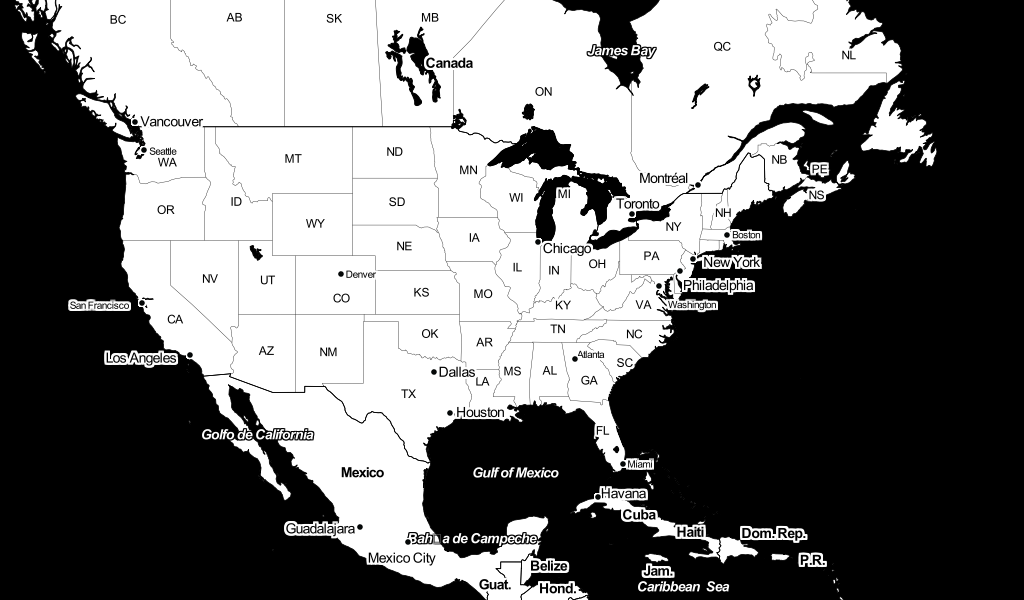 BC
AB
SK
MB
QC
NL
James Bay
Canada
ON
Vancouver
Seattle
WA
MT
ND
MN
NB
PE
NS
Montréal
OR
ID
WY
SD
WI
MI
Toronto
NH
NY
Boston
IA
NE
Chicago
PA
New York
OH
IN
IL
NV
UT
Denver
CO
KS
MO
KY
VA
Philadelphia
Washington
San Francisco
CA
OK
AR
TN
NC
Los Angeles
AZ
NM
Dallas
LA
MS
AL
Atlanta
GA
SC
TX
Houston
FL
Golfo de California
Mexico
Gulf of Mexico
Miami
Havana
Cuba
Guadalajara
Mexico City
a de Campeche
Haiti
Dom. Rep.
P.R.
Belize
Jam.
Guat.
Hond.
Caribbean Sea